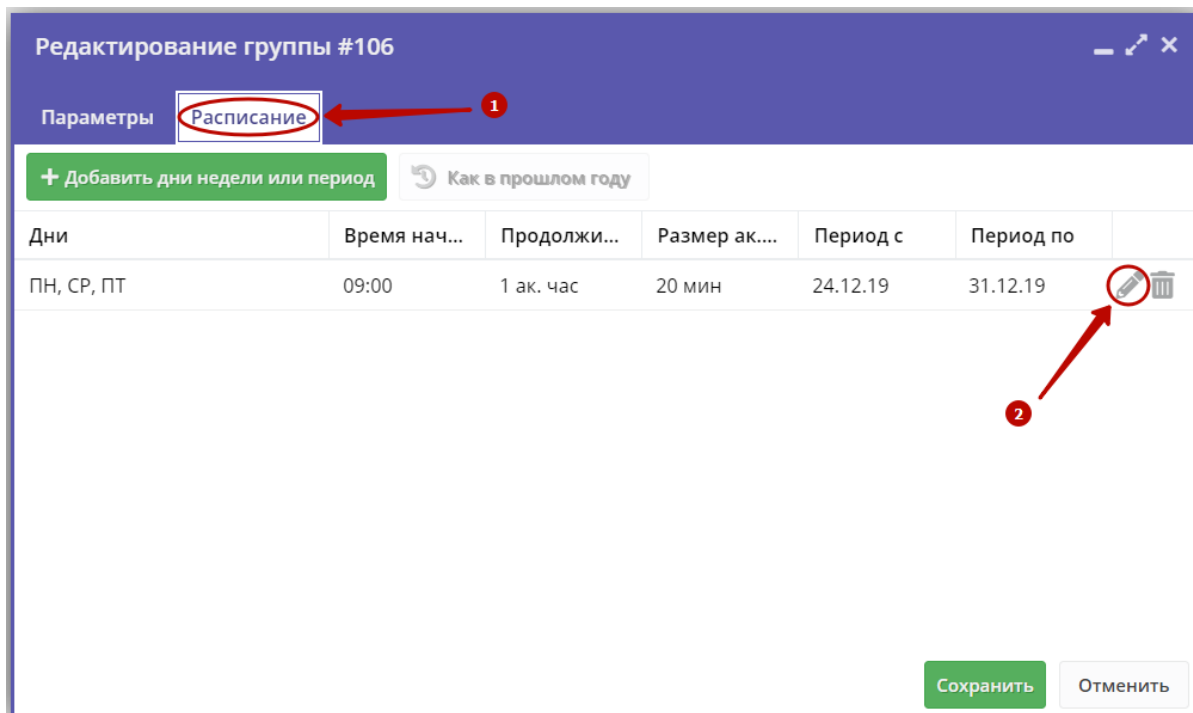 Редактирование группы #106
Параметры Расписание 1
+ Добавить дни недели или период Как в прошлом году
Дни Время нач... Продолжи... Размер ак.... Период с Период по
ПН, СР, ПТ 09:00 1 ак. час 20 мин 24.12.19 31.12.19
2
Сохранить Отменить